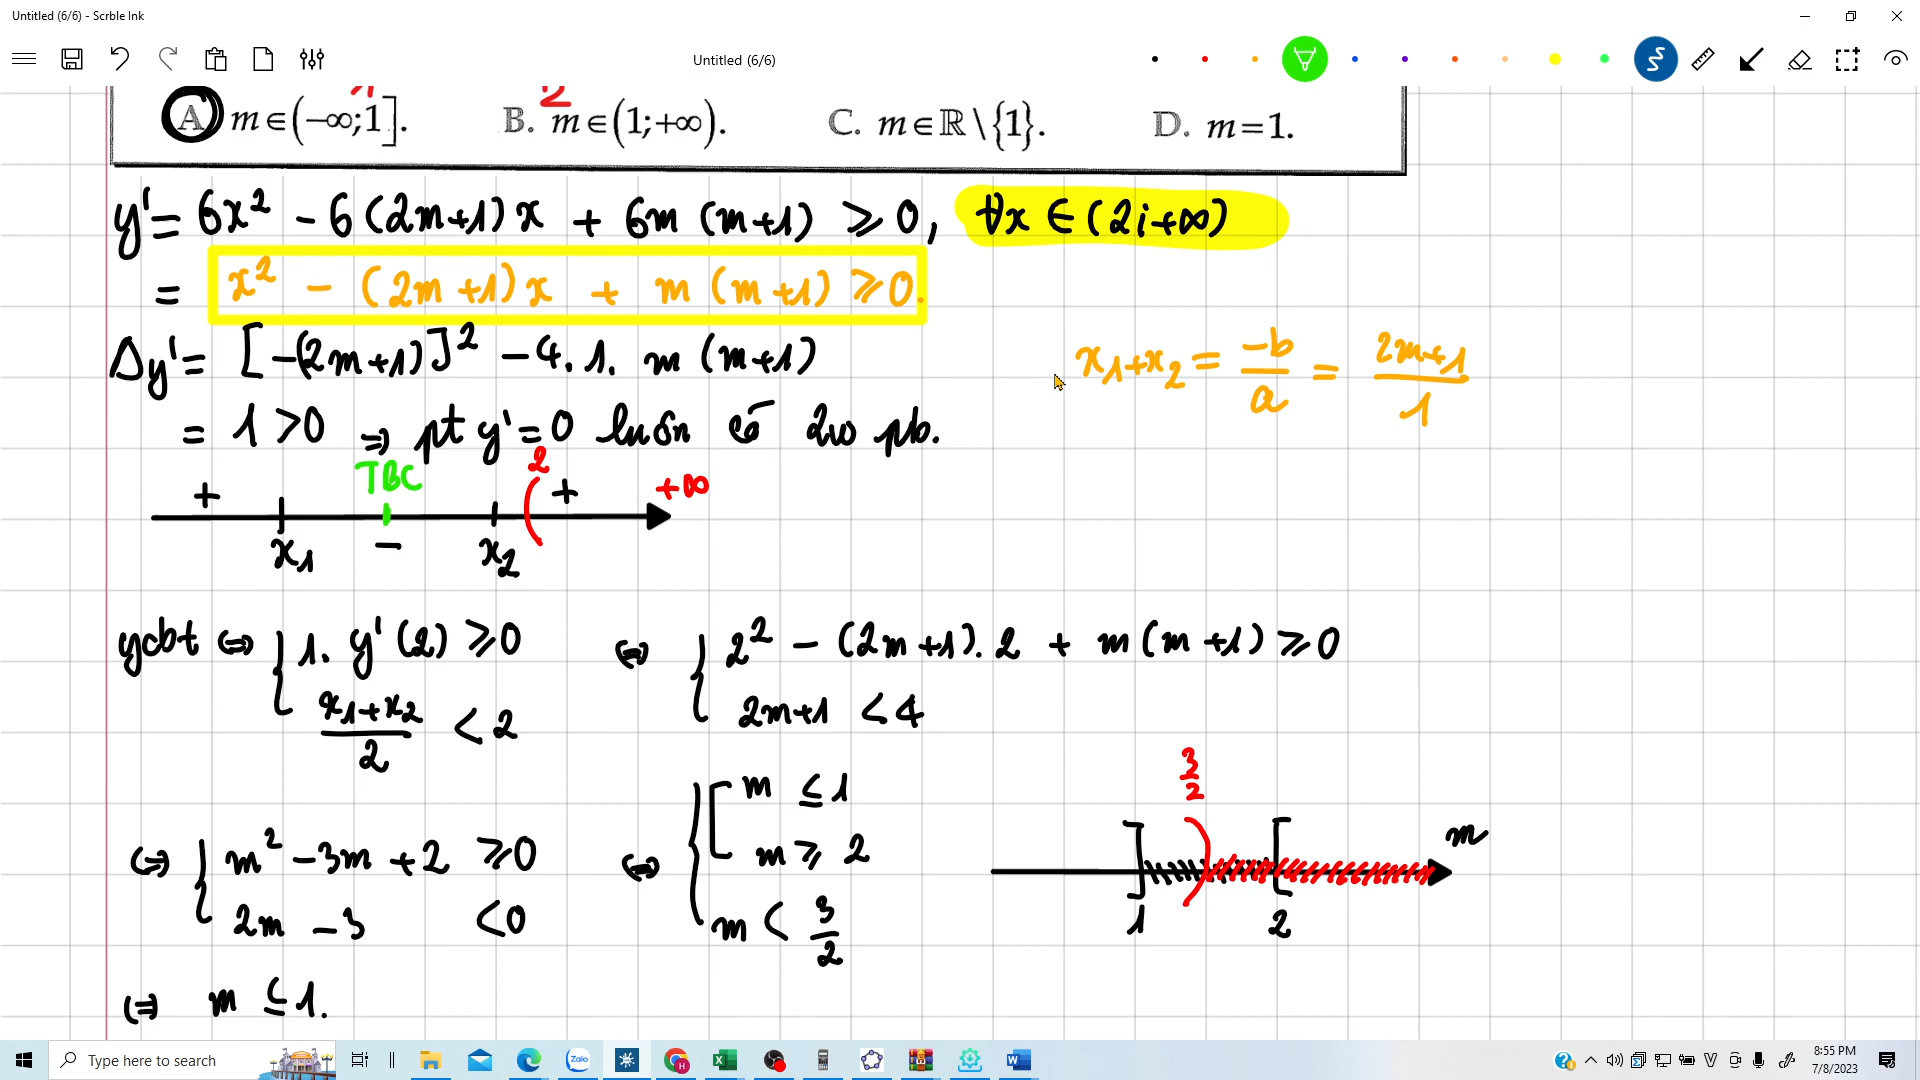 Untitled (6/6) - Scrble Ink
Untitled (6/6)
2
A m∈(−∞;1]. B. m∈(1;+∞). C. m∈ℝ\{1}. D. m=1.
y' = 6x² − 6(2m+1)x + 6m(m+1) ⩾ 0, ∀x ∈ (2;+∞)
= x² − (2m+1)x + m(m+1) ⩾ 0.
Δy' = [−(2m+1)]² − 4.1. m(m+1)
x₁+x₂ = -b/a = (2m+1)/1
= 1 > 0 ⇒ pt y' = 0 luôn có 2no pb.
TBC 2
+ + +∞
x₁ − x₂
ycbt ⇔ { 1. y'(2) ⩾ 0 ⇔ { 2² − (2m+1).2 + m(m+1) ⩾ 0
(x₁+x₂)/2 < 2 2m+1 < 4
⇔ { m² − 3m + 2 ⩾ 0 ⇔ { [ m ≤ 1
m ⩾ 2
2m − 3 < 0 m < 3/2
3/2 m
1 2
⇔ m ≤ 1.
Type here to search
Zalo
8:55 PM
7/8/2023